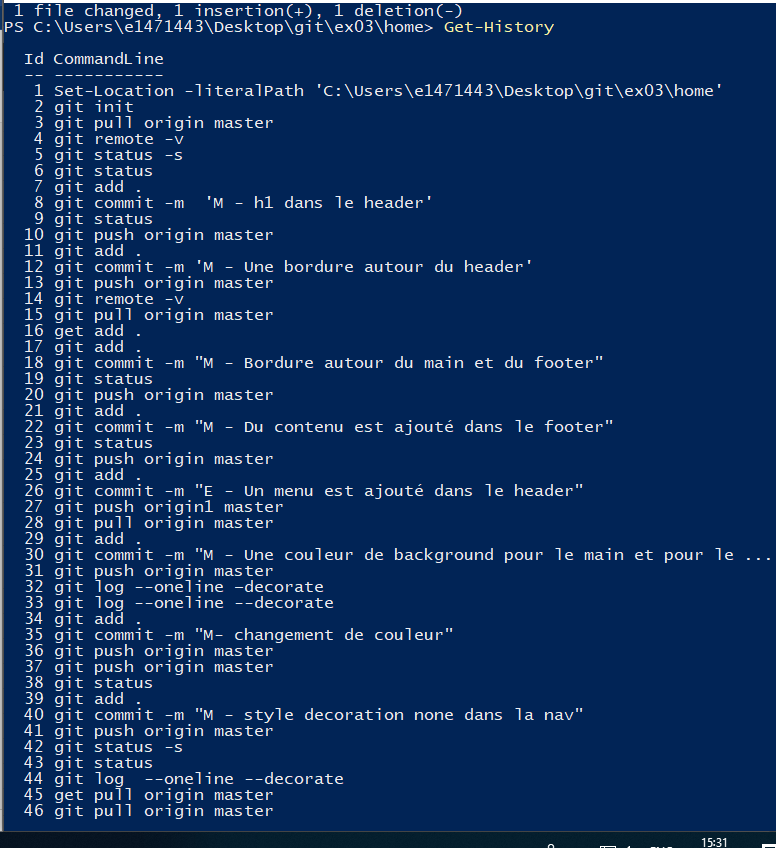 1 file changed, 1 insertion(+), 1 deletion(-)
PS C:\Users\e1471443\Desktop\git\ex03\home> Get-History
Id CommandLine
-- -----------
1 Set-Location -literalPath 'C:\Users\e1471443\Desktop\git\ex03\home'
2 git init
3 git pull origin master
4 git remote -v
5 git status -s
6 git status
7 git add .
8 git commit -m  'M - h1 dans le header'
9 git status
10 git push origin master
11 git add .
12 git commit -m 'M - Une bordure autour du header'
13 git push origin master
14 git remote -v
15 git pull origin master
16 get add .
17 git add .
18 git commit -m "M - Bordure autour du main et du footer"
19 git status
20 git push origin master
21 git add .
22 git commit -m "M - Du contenu est ajouté dans le footer"
23 git status
24 git push origin master
25 git add .
26 git commit -m "E - Un menu est ajouté dans le header"
27 git push origin1 master
28 git pull origin master
29 git add .
30 git commit -m "M - Une couleur de background pour le main et pour le ...
31 git push origin master
32 git log --oneline –decorate
33 git log --oneline --decorate
34 git add .
35 git commit -m "M- changement de couleur"
36 git push origin master
37 git push origin master
38 git status
39 git add .
40 git commit -m "M - style decoration none dans la nav"
41 git push origin master
42 git status -s
43 git status
44 git log  --oneline --decorate
45 get pull origin master
46 git pull origin master
15:31